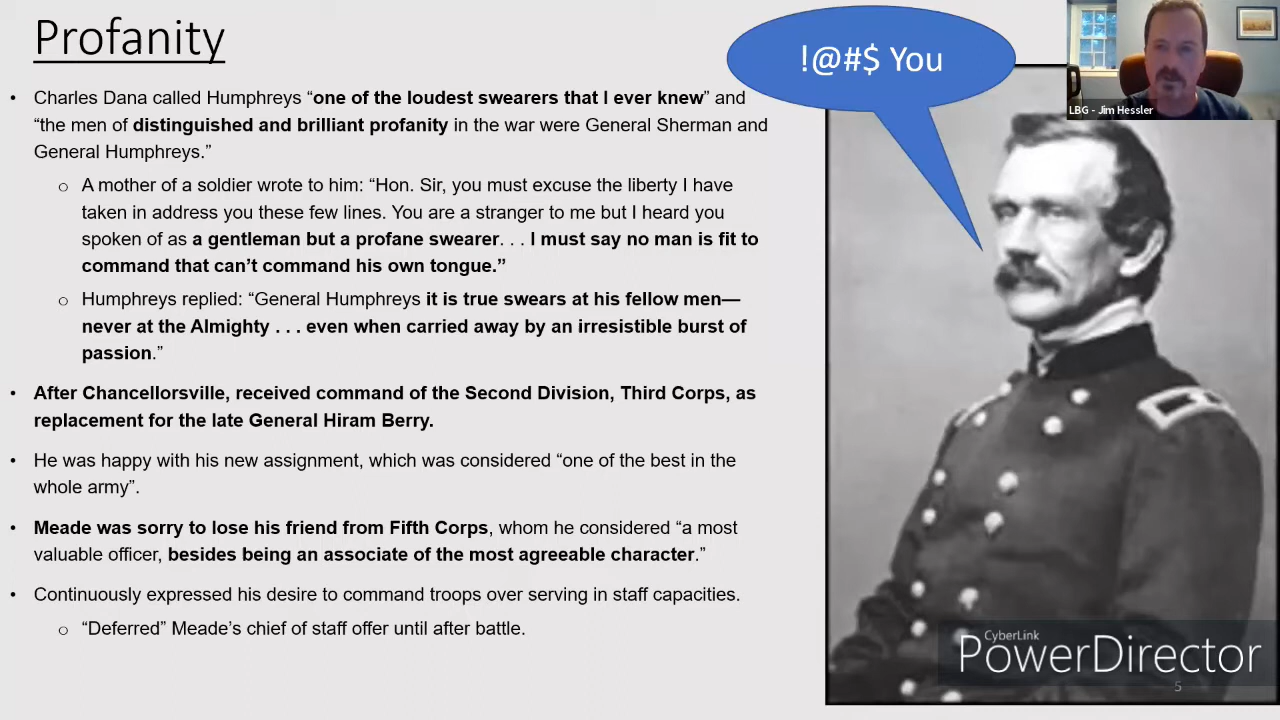 Profanity
!@#$ You
LBG - Jim Hessler
• Charles Dana called Humphreys “one of the loudest swearers that I ever knew” and
“the men of distinguished and brilliant profanity in the war were General Sherman and
General Humphreys.”
o A mother of a soldier wrote to him: “Hon. Sir, you must excuse the liberty I have
taken in address you these few lines. You are a stranger to me but I heard you
spoken of as a gentleman but a profane swearer. . . I must say no man is fit to
command that can’t command his own tongue.”
o Humphreys replied: “General Humphreys it is true swears at his fellow men—
never at the Almighty . . . even when carried away by an irresistible burst of
passion.”
• After Chancellorsville, received command of the Second Division, Third Corps, as
replacement for the late General Hiram Berry.
• He was happy with his new assignment, which was considered “one of the best in the
whole army”.
• Meade was sorry to lose his friend from Fifth Corps, whom he considered “a most
valuable officer, besides being an associate of the most agreeable character.”
• Continuously expressed his desire to command troops over serving in staff capacities.
o “Deferred” Meade’s chief of staff offer until after battle.
CyberLink
PowerDirector
5